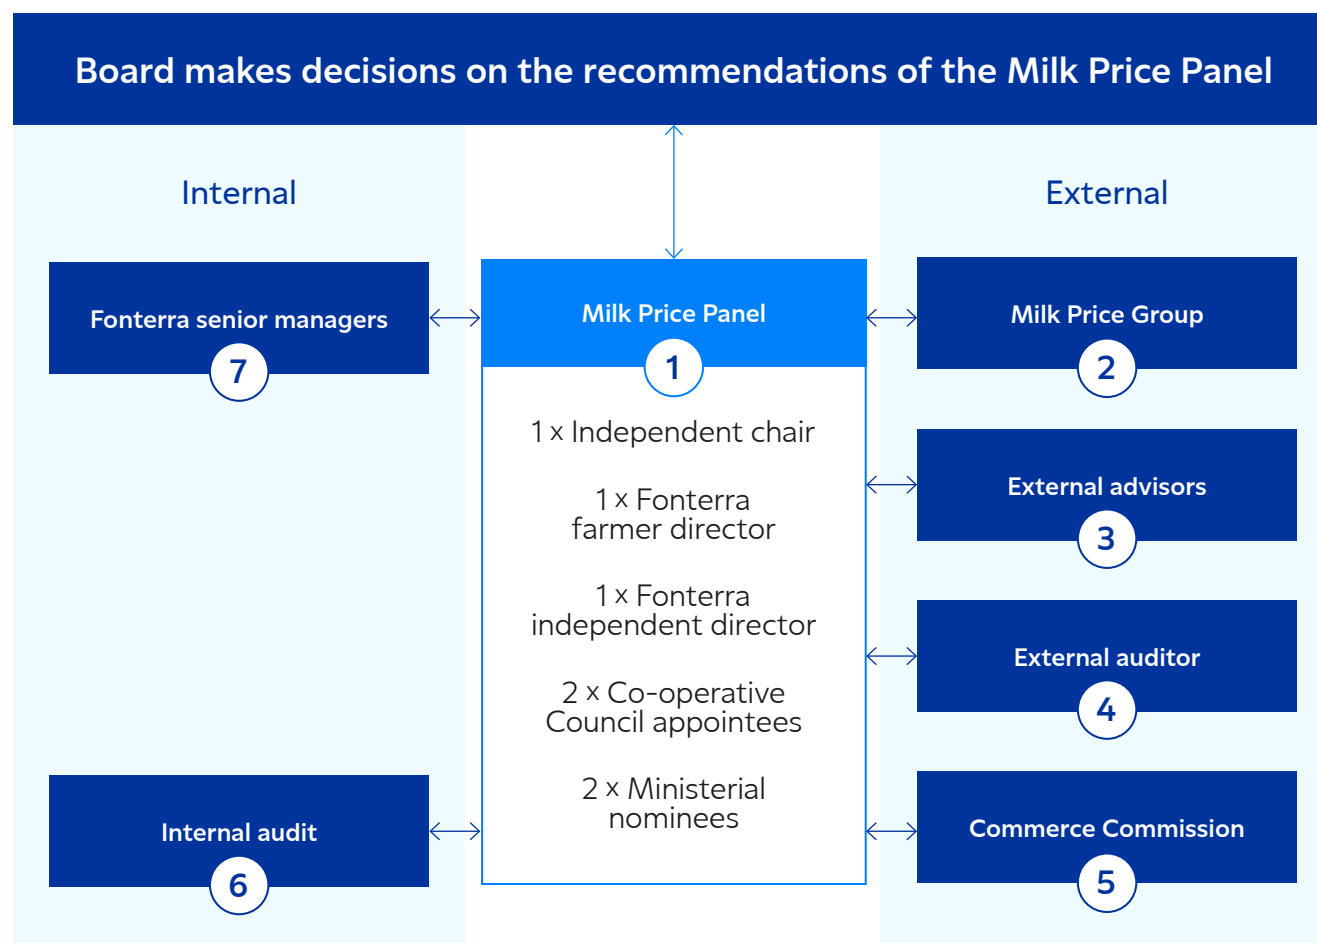 Board makes decisions on the recommendations of the Milk Price Panel
Internal
Fonterra senior managers
7
Internal audit
6
Milk Price Panel
1
1 x Independent chair
1 x Fonterra
farmer director
1 x Fonterra
independent director
2 x Co-operative
Council appointees
2 x Ministerial
nominees
External
Milk Price Group
2
External advisors
3
External auditor
4
Commerce Commission
5